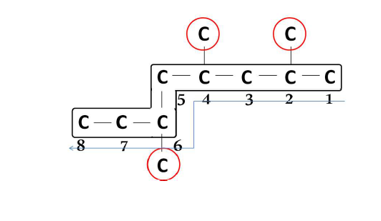 C C
C — C — C — C — C
5 4 3 2 1
C — C — C
8 7 6
C